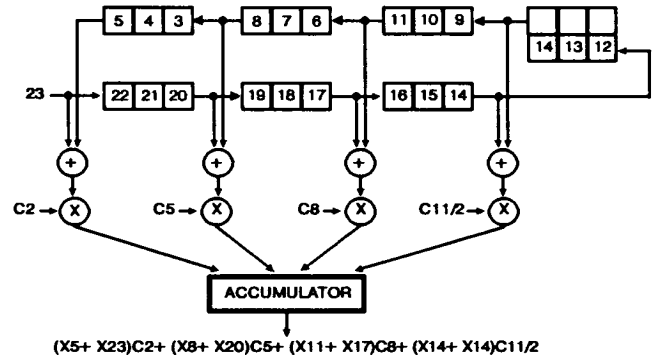 5 4 3 8 7 6 11 10 9
14 13 12
23 22 21 20 19 18 17 16 15 14
+ + + +
C2 X C5 X C8 X C11/2 X
ACCUMULATOR
(X5+ X23)C2+ (X8+ X20)C5+ (X11+ X17)C8+ (X14+ X14)C11/2